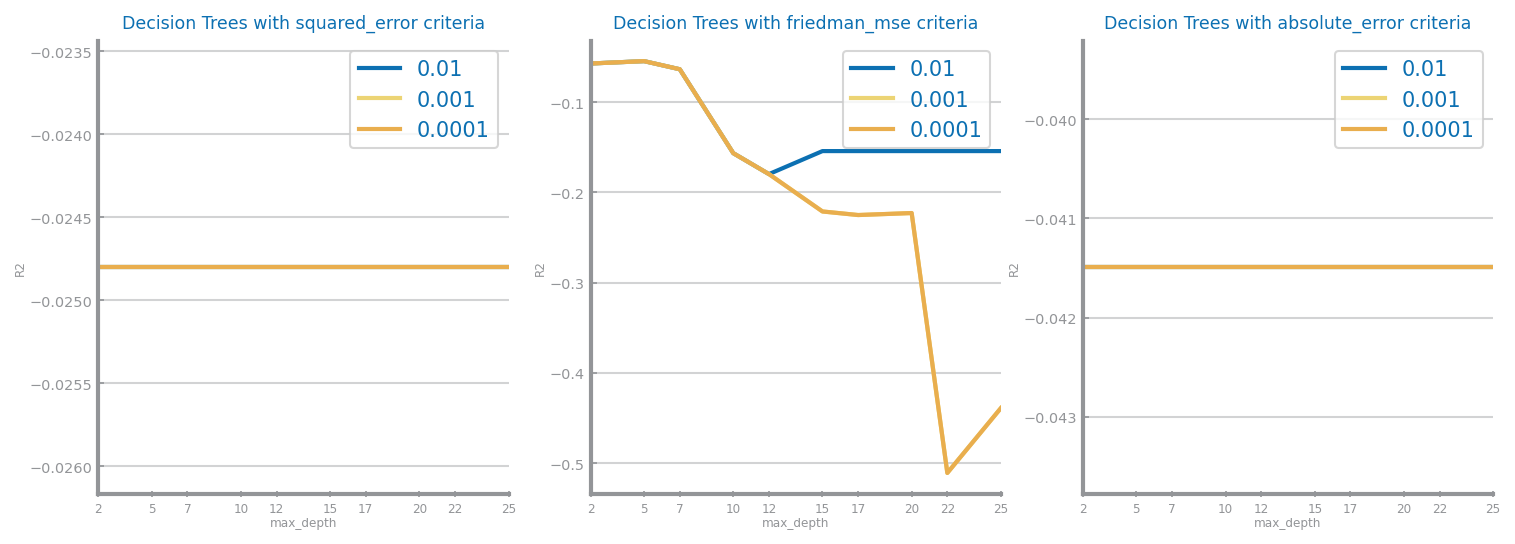 Decision Trees with squared_error criteria
−0.0235
−0.0240
−0.0245
−0.0250
−0.0255
−0.0260
R2
0.01
0.001
0.0001
2 5 7 10 12 15 17 20 22 25
max_depth
Decision Trees with friedman_mse criteria
−0.1
−0.2
−0.3
−0.4
−0.5
R2
0.01
0.001
0.0001
2 5 7 10 12 15 17 20 22 25
max_depth
Decision Trees with absolute_error criteria
−0.040
−0.041
−0.042
−0.043
R2
0.01
0.001
0.0001
2 5 7 10 12 15 17 20 22 25
max_depth